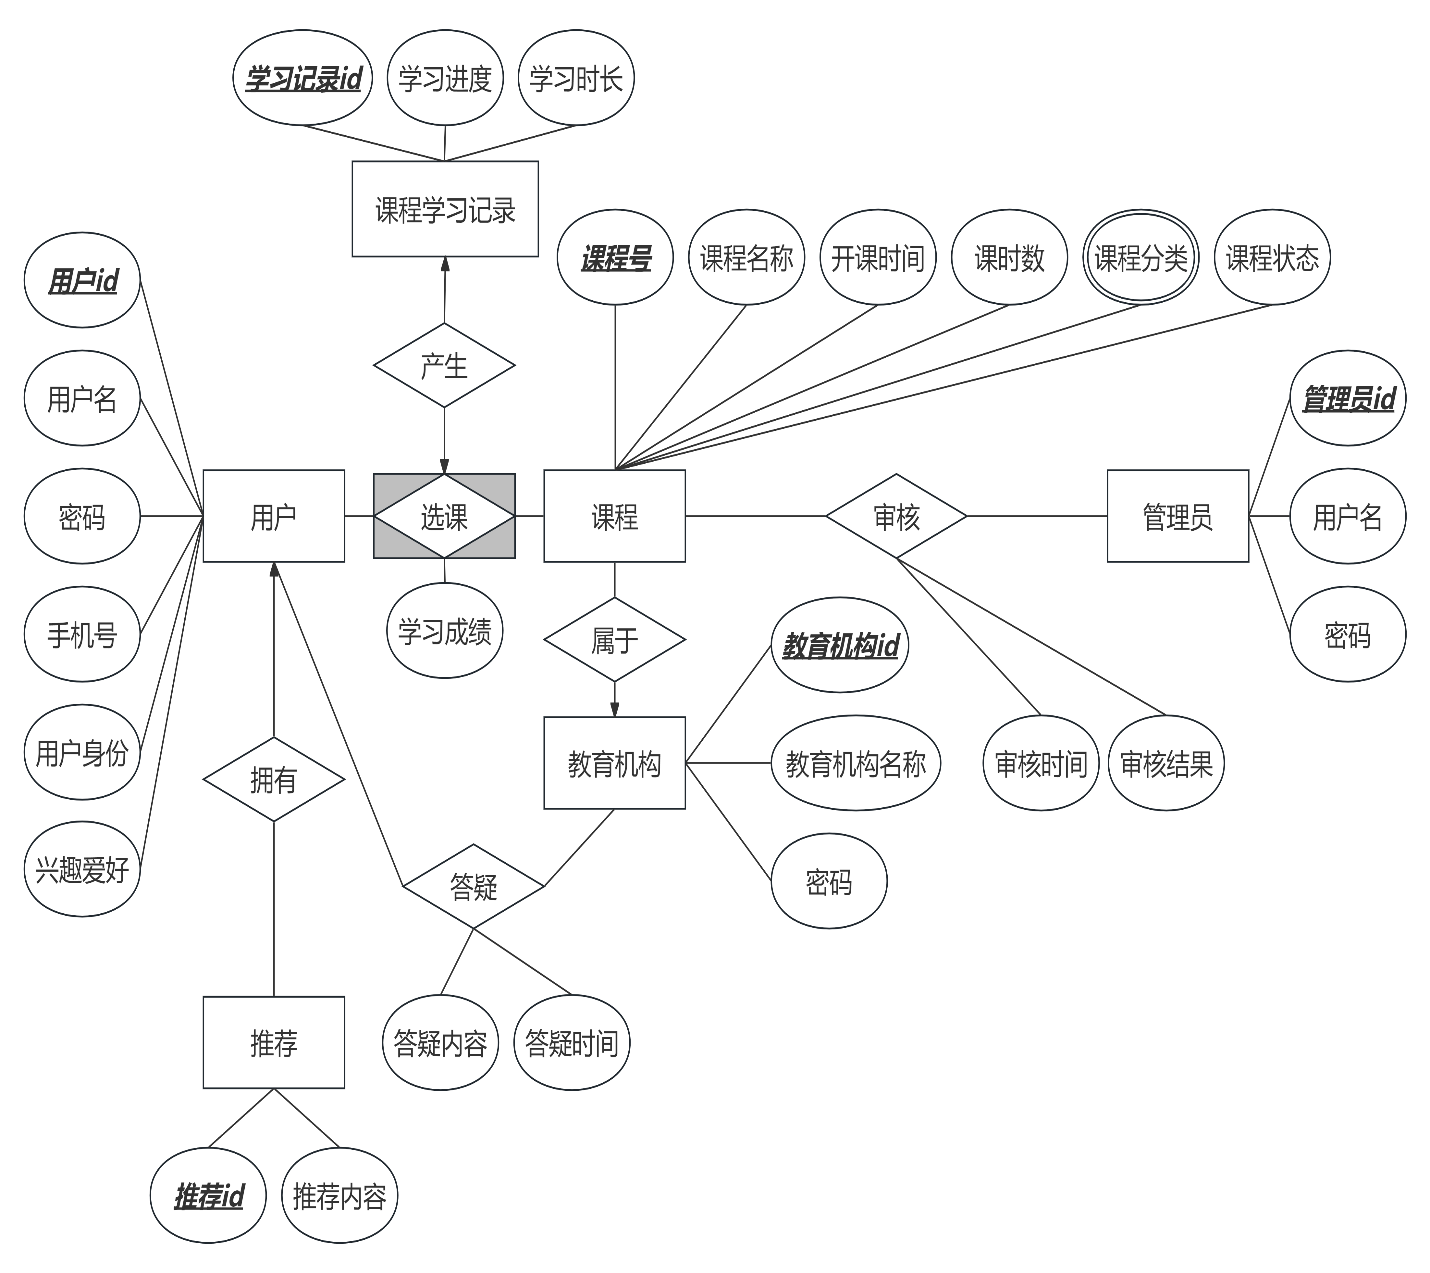 学习记录id
学习进度
学习时长
课程学习记录
用户id
课程号
课程名称
开课时间
课时数
课程分类
课程状态
产生
用户名
管理员id
密码
用户
选课
课程
审核
管理员
用户名
手机号
学习成绩
属于
教育机构id
密码
用户身份
拥有
教育机构
教育机构名称
审核时间
审核结果
兴趣爱好
答疑
密码
推荐
答疑内容
答疑时间
推荐id
推荐内容